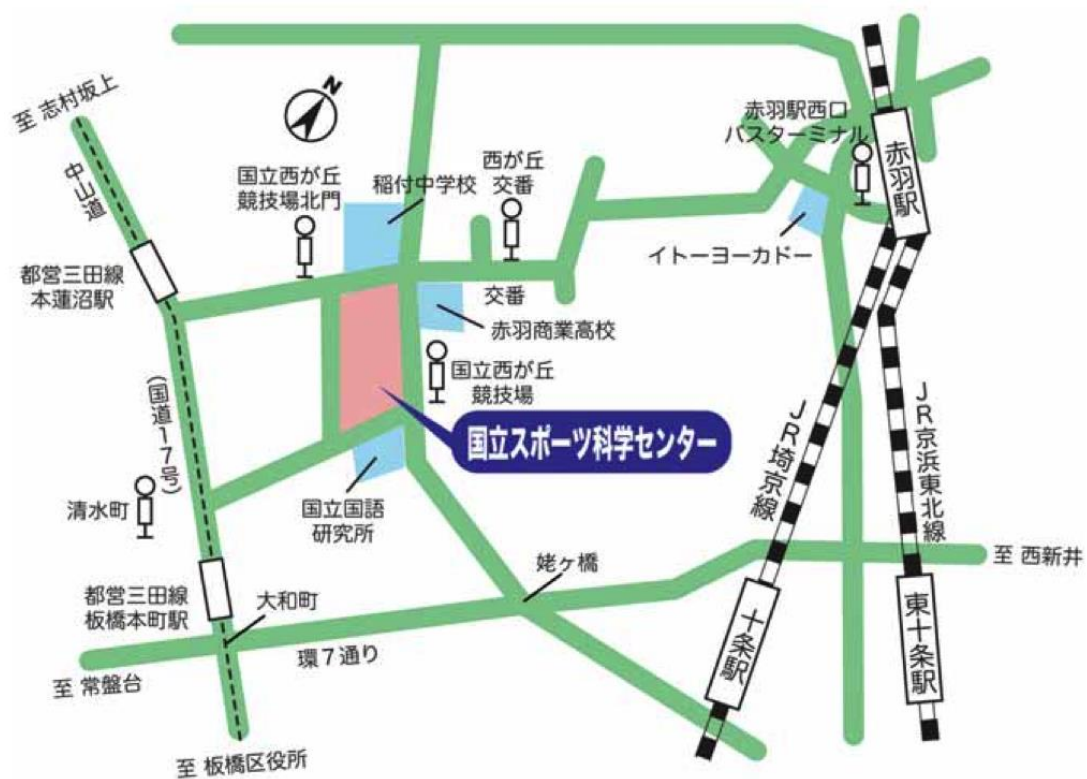 至 志村坂上
中山道
N
国立西が丘
競技場北門
稲付中学校
西が丘
交番
赤羽駅西口
バスターミナル
赤羽駅
イトーヨーカドー
都営三田線
本蓮沼駅
交番
赤羽商業高校
国立西が丘
競技場
国立スポーツ科学センター
(国道17号)
清水町
国立国語
研究所
JR埼京線
JR京浜東北線
姥ヶ橋
至 西新井
都営三田線
板橋本町駅
大和町
環7通り
十条駅
東十条駅
至 常盤台
至 板橋区役所